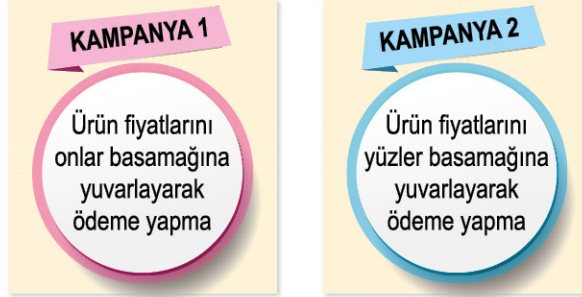 KAMPANYA 1
Ürün fiyatlarını
onlar basamağına
yuvarlayarak
ödeme yapma
KAMPANYA 2
Ürün fiyatlarını
yüzler basamağına
yuvarlayarak
ödeme yapma